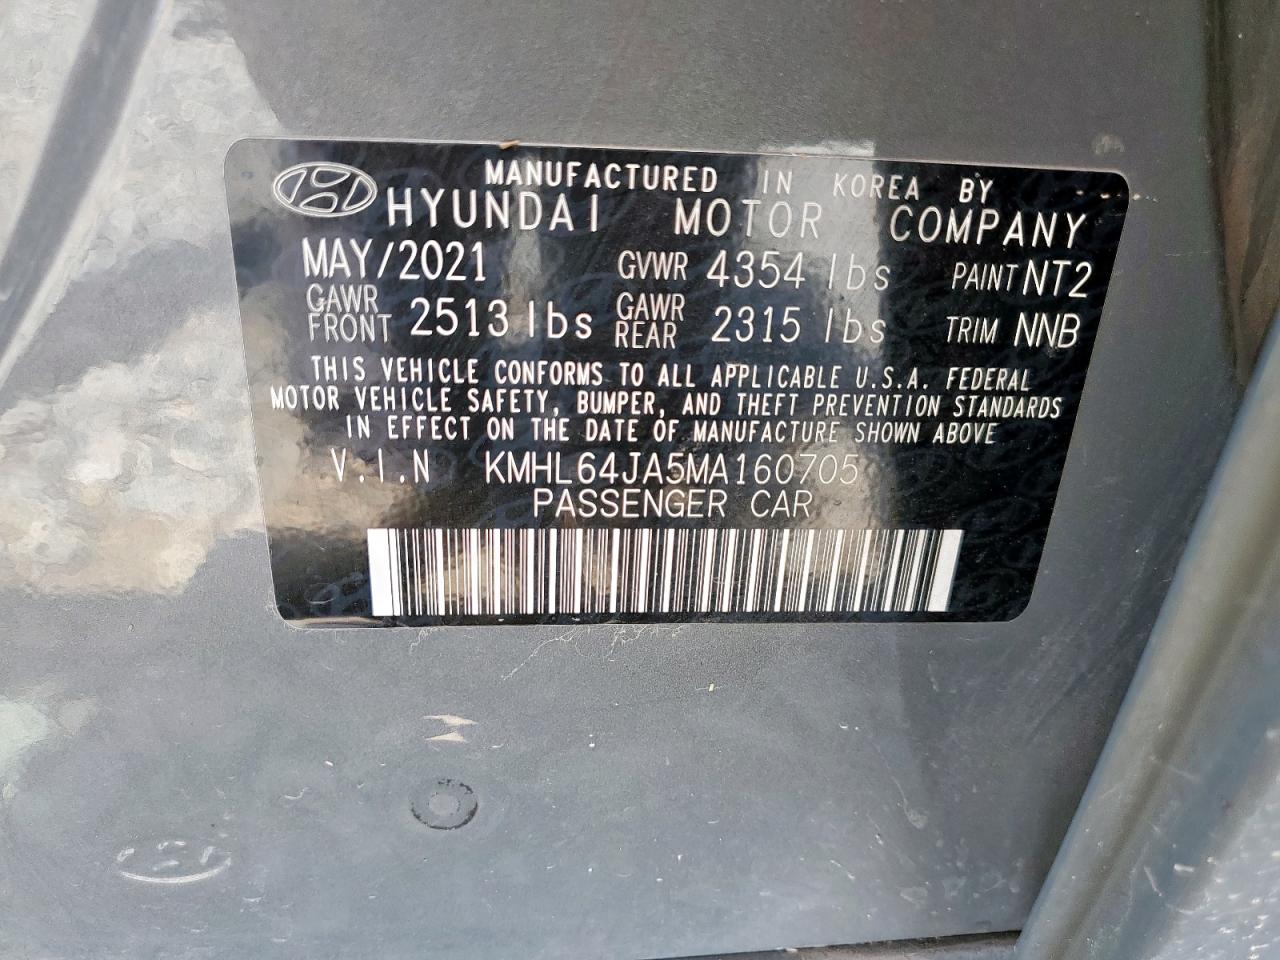 MANUFACTURED IN KOREA BY
HYUNDAI MOTOR COMPANY
MAY/2021 GVWR 4354 lbs PAINT NT2
GAWR FRONT 2513 lbs GAWR REAR 2315 lbs TRIM NNB
THIS VEHICLE CONFORMS TO ALL APPLICABLE U.S.A. FEDERAL
MOTOR VEHICLE SAFETY, BUMPER, AND THEFT PREVENTION STANDARDS
IN EFFECT ON THE DATE OF MANUFACTURE SHOWN ABOVE
V.I.N KMHL64JA5MA160705
PASSENGER CAR